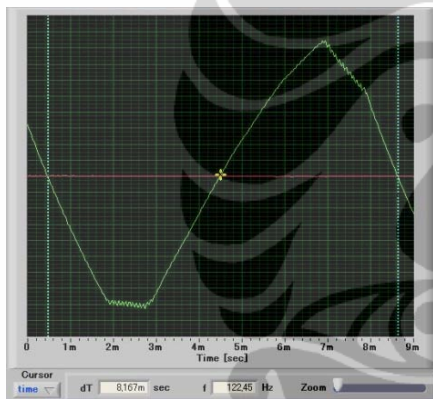 0 1m 2m 3m 4m 5m 6m 7m 8m 9m
Time [sec]
Cursor
time dT 8,167m sec f 122,45 Hz Zoom